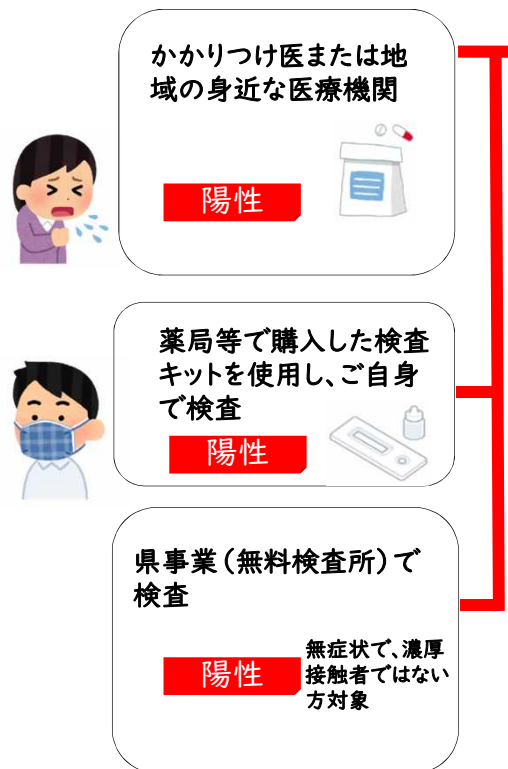 かかりつけ医または地
域の身近な医療機関
陽性
薬局等で購入した検査
キットを使用し、ご自身
で検査
陽性
県事業（無料検査所）で
検査
陽性
無症状で、濃厚
接触者ではない
方対象